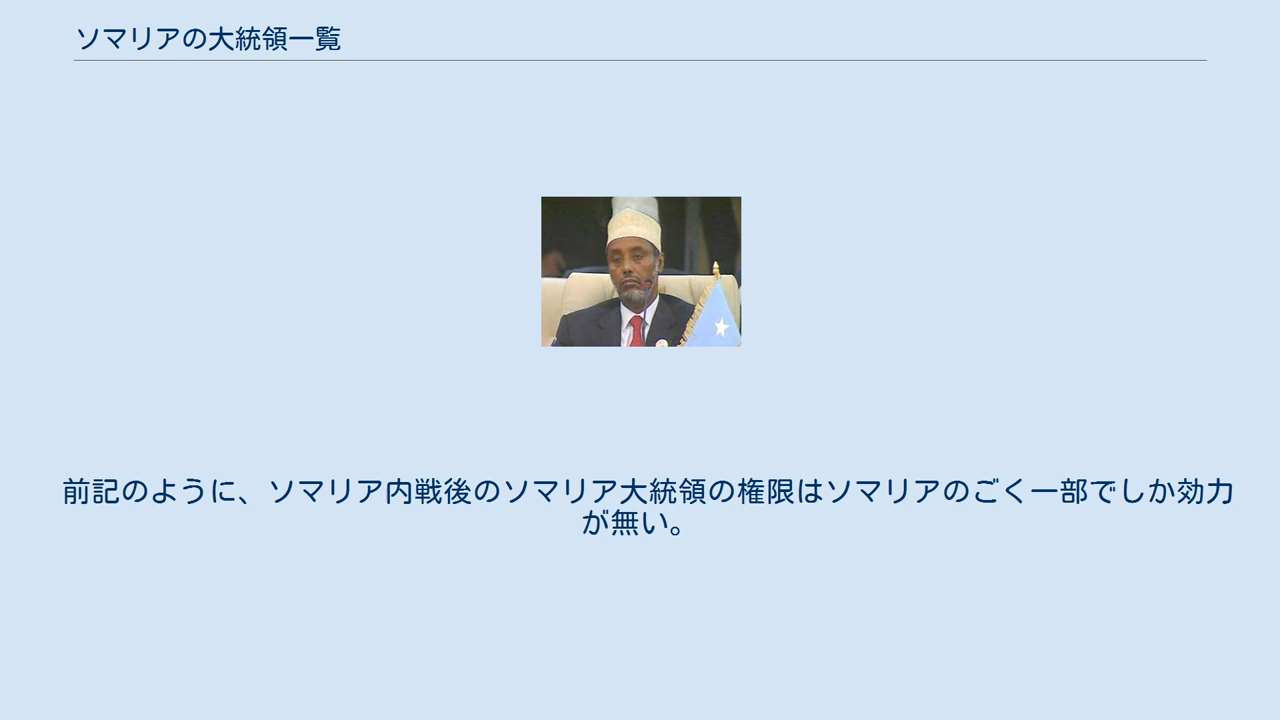 ソマリアの大統領一覧
前記のように、ソマリア内戦後のソマリア大統領の権限はソマリアのごく一部でしか効力
が無い。